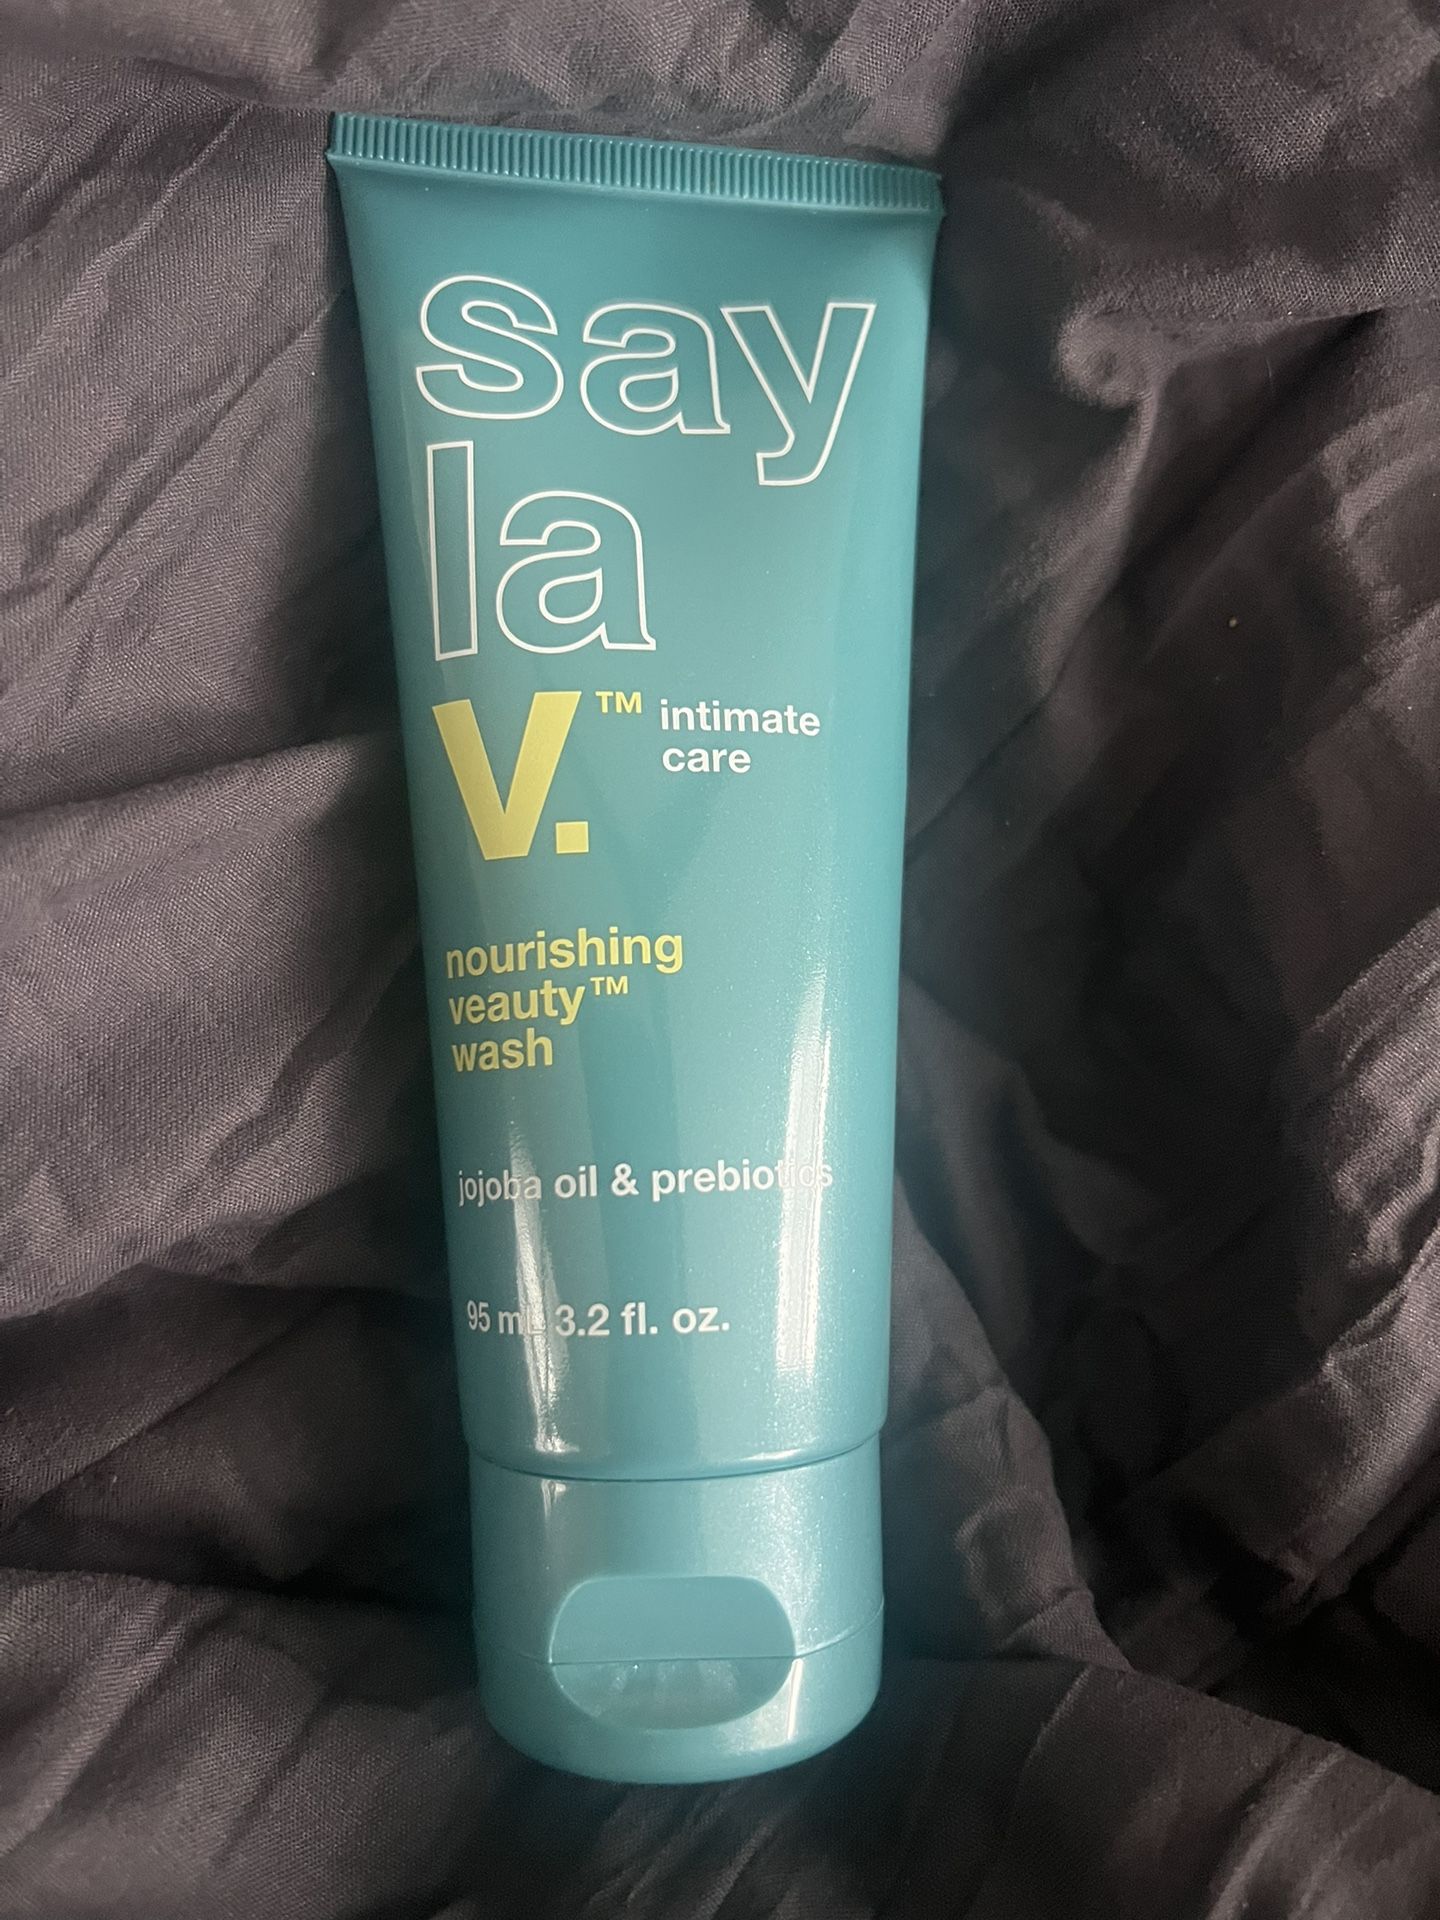 say
la
v.™ intimate
care
nourishing
veauty™
wash
jojoba oil & prebiotics
95 mL 3.2 fl. oz.